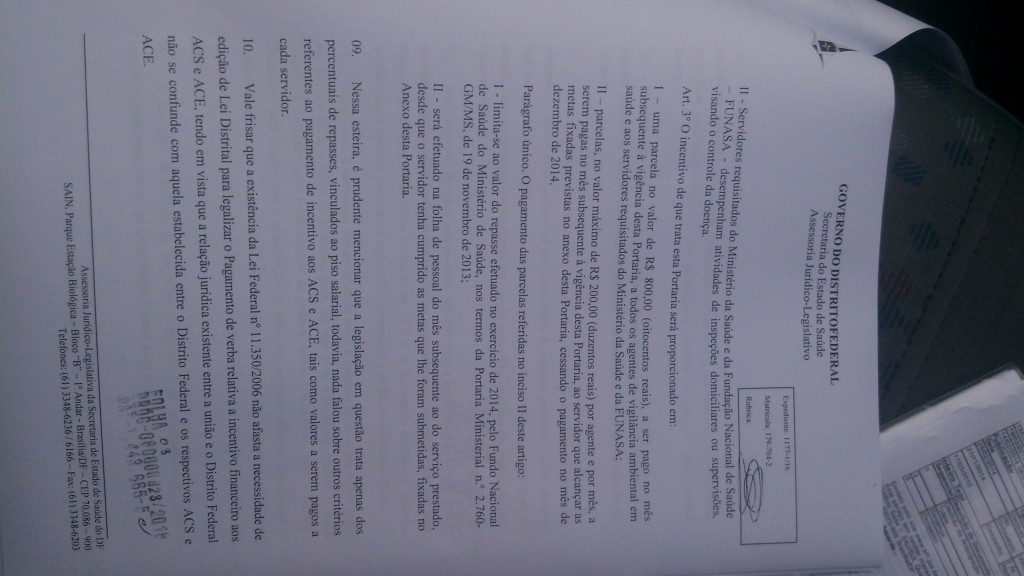 GOVERNO DO DISTRITO FEDERAL
Secretaria do Estado de Saúde
Assessoria Jurídico-Legislativo
Expediente:
Matrícula:
Rubrica:
II - Servidores requisitados do Ministério da Saúde e da Fundação Nacional de Saúde
– FUNASA - desempenham atividades de inspeções domiciliares ou supervisões,
visando o controle da doença.
Art. 3º O incentivo de que trata esta Portaria será proporcionado em:
I – uma parcela no valor de R$ 800,00 (oitocentos reais), a ser pago no mês
subsequente à vigência desta Portaria, a todos os agentes de vigilância ambiental em
saúde e aos servidores requisitados do Ministério da Saúde e da FUNASA:
II – parcelas, no valor máximo de R$ 200,00 (duzentos reais) por agente e por mês, a
serem pagas no mês subsequente à vigência desta Portaria, ao servidor que alcançar as
metas fixadas previstas no anexo desta Portaria, cessando o pagamento no mês de
dezembro de 2014.
Parágrafo único. O pagamento das parcelas referidas no inciso II deste artigo:
I - limita-se ao valor do repasse efetuado no exercício de 2014, pelo Fundo Nacional
de Saúde do Ministério de Saúde, nos termos da Portaria Ministerial n.º 2.760-
GM/MS, de 19 de novembro de 2013;
II - será efetuado na folha de pessoal do mês subsequente ao do serviço prestado,
desde que o servidor tenha cumprido as metas que lhe foram submetidas, fixadas no
Anexo desta Portaria.
09. Nessa esteira, é prudente mencionar que a legislação em questão trata apenas dos
percentuais de repasses, vinculados ao piso salarial, todavia, nada falou sobre outros critérios
referentes ao pagamento de incentivo aos ACS e ACE, tais como valores a serem pagos a
cada servidor.
10. Vale frisar que a existência da Lei Federal nº 11.350/2006 não afasta a necessidade de
edição de Lei Distrital para legalizar o Pagamento de verba relativa a incentivo financeiro aos
ACS e ACE, tendo em vista que a relação jurídica existente entre a união e o Distrito Federal
não se confunde com aquela estabelecida entre o Distrito Federal e os respectivos ACS e
ACE.
FOLHA
Assessoria Jurídico-Legislativa da Secretaria de Estado de Saúde do DF
SAIN, Parque Estação Biológica – Bloco "B" – 1º Andar - Brasília/DF – CEP 70.086 – 900
Telefones: (61) 3348-6236 / 6166 – Fax: (61) 3348-6203